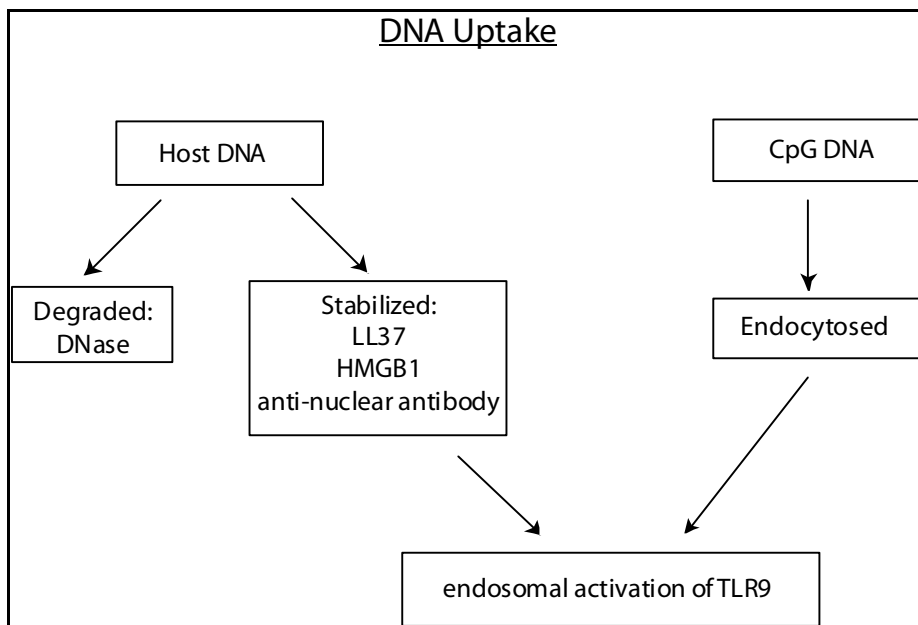 DNA Uptake
Host DNA
CpG DNA
Degraded:
DNase
Stabilized:
LL37
HMGB1
anti-nuclear antibody
Endocytosed
endosomal activation of TLR9